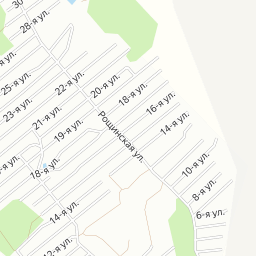 30
28-я ул.
25-я ул.
22-я ул.
20-я ул.
18-я ул.
23-я ул.
21-я ул.
16-я ул.
19-я ул.
Рощинская ул.
14-я ул.
-я ул.
18-я ул.
10-я ул.
8-я ул.
14-я ул.
6-я ул.
12-я ул.